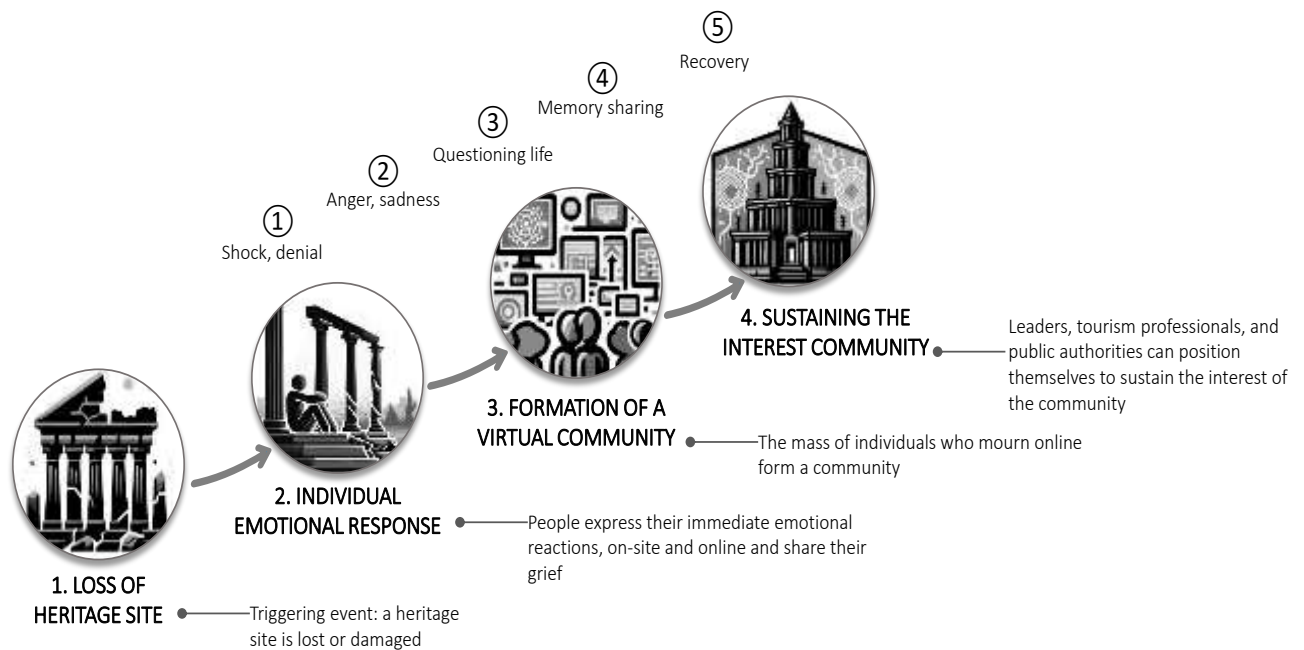 ⑤
Recovery
④
Memory sharing
③
Questioning life
②
Anger, sadness
①
Shock, denial
4. SUSTAINING THE
INTEREST COMMUNITY
Leaders, tourism professionals, and
public authorities can position
themselves to sustain the interest of
the community
3. FORMATION OF A
VIRTUAL COMMUNITY
The mass of individuals who mourn online
form a community
2. INDIVIDUAL
EMOTIONAL RESPONSE
People express their immediate emotional
reactions, on-site and online and share their
grief
1. LOSS OF
HERITAGE SITE
Triggering event: a heritage
site is lost or damaged